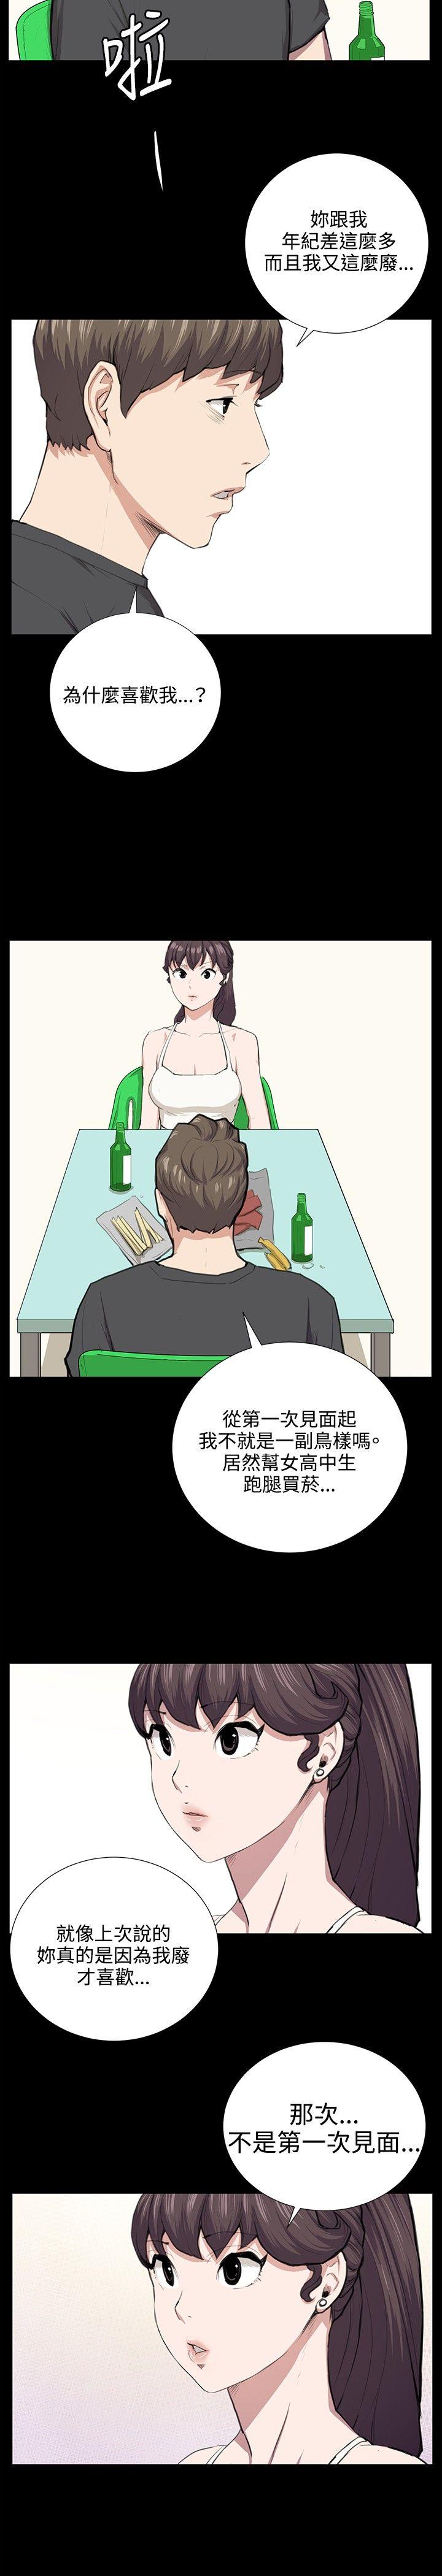 啦
妳跟我
年紀差這麼多
而且我又這麼廢...
為什麼喜歡我...?
從第一次見面起
我不就是一副鳥樣嗎。
居然幫女高中生
跑腿買菸...
就像上次說的
妳真的是因為我廢
才喜歡...
那次...
不是第一次見面...